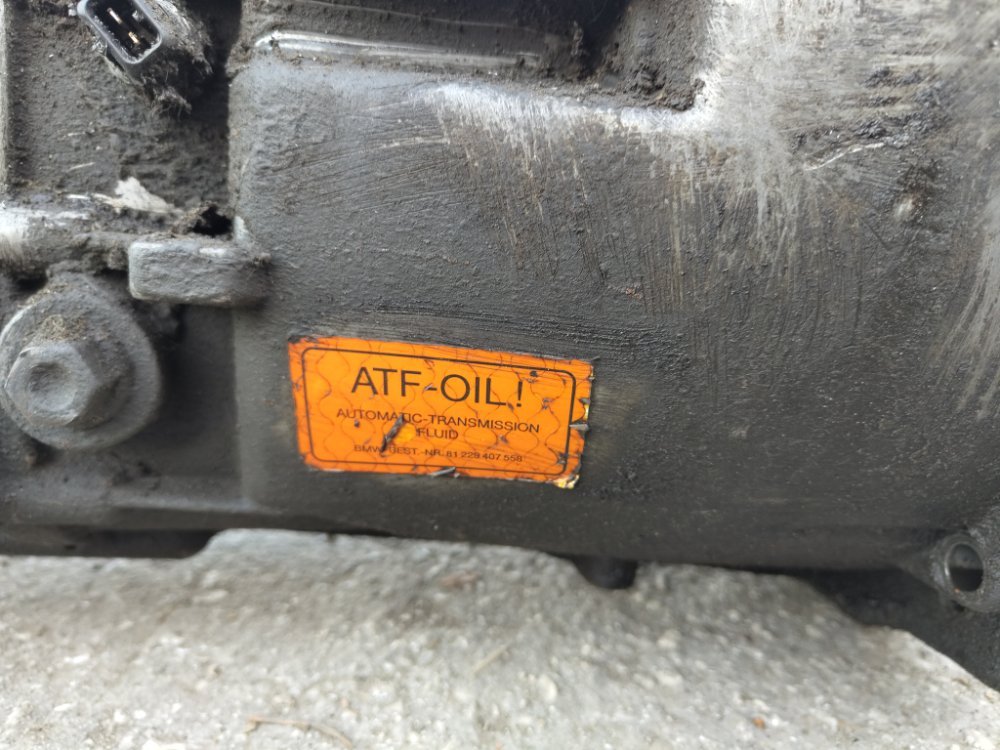 ATF-OIL!
AUTOMATIC-TRANSMISSION
FLUID
BMW-BEST.-NR. 81 229 407 558